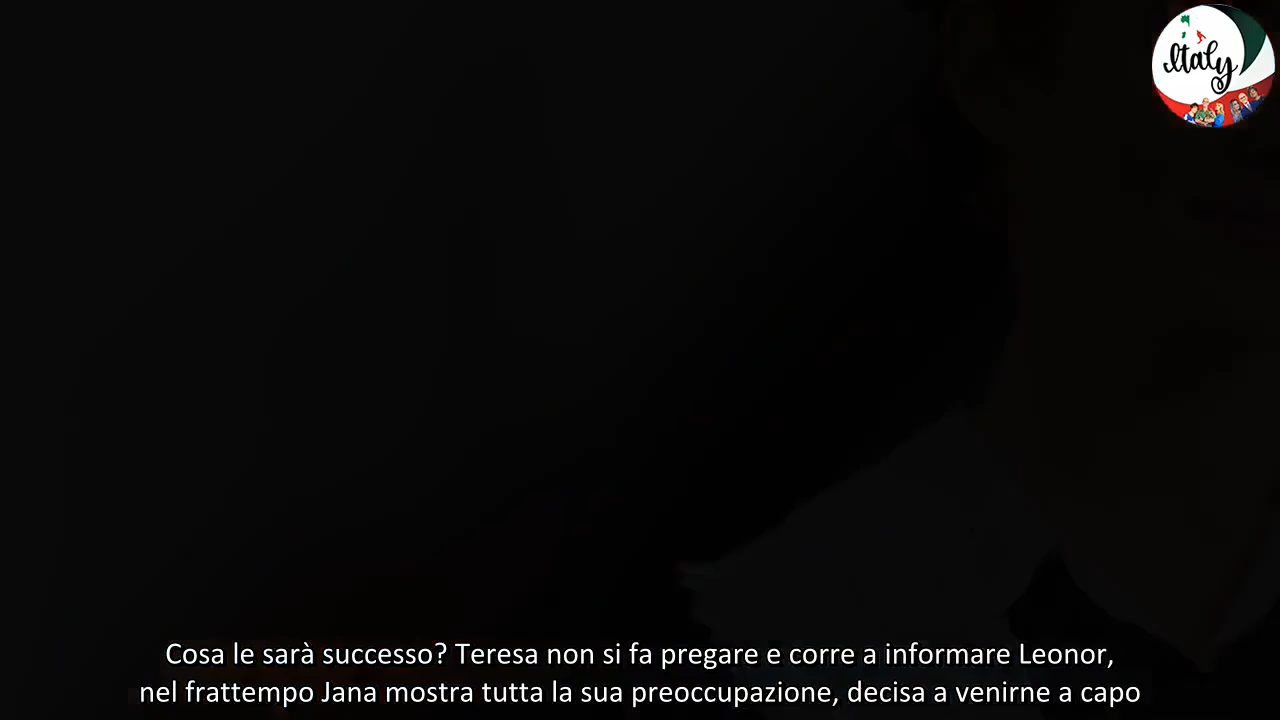 Italy
Cosa le sarà successo? Teresa non si fa pregare e corre a informare Leonor,
nel frattempo Jana mostra tutta la sua preoccupazione, decisa a venirne a capo